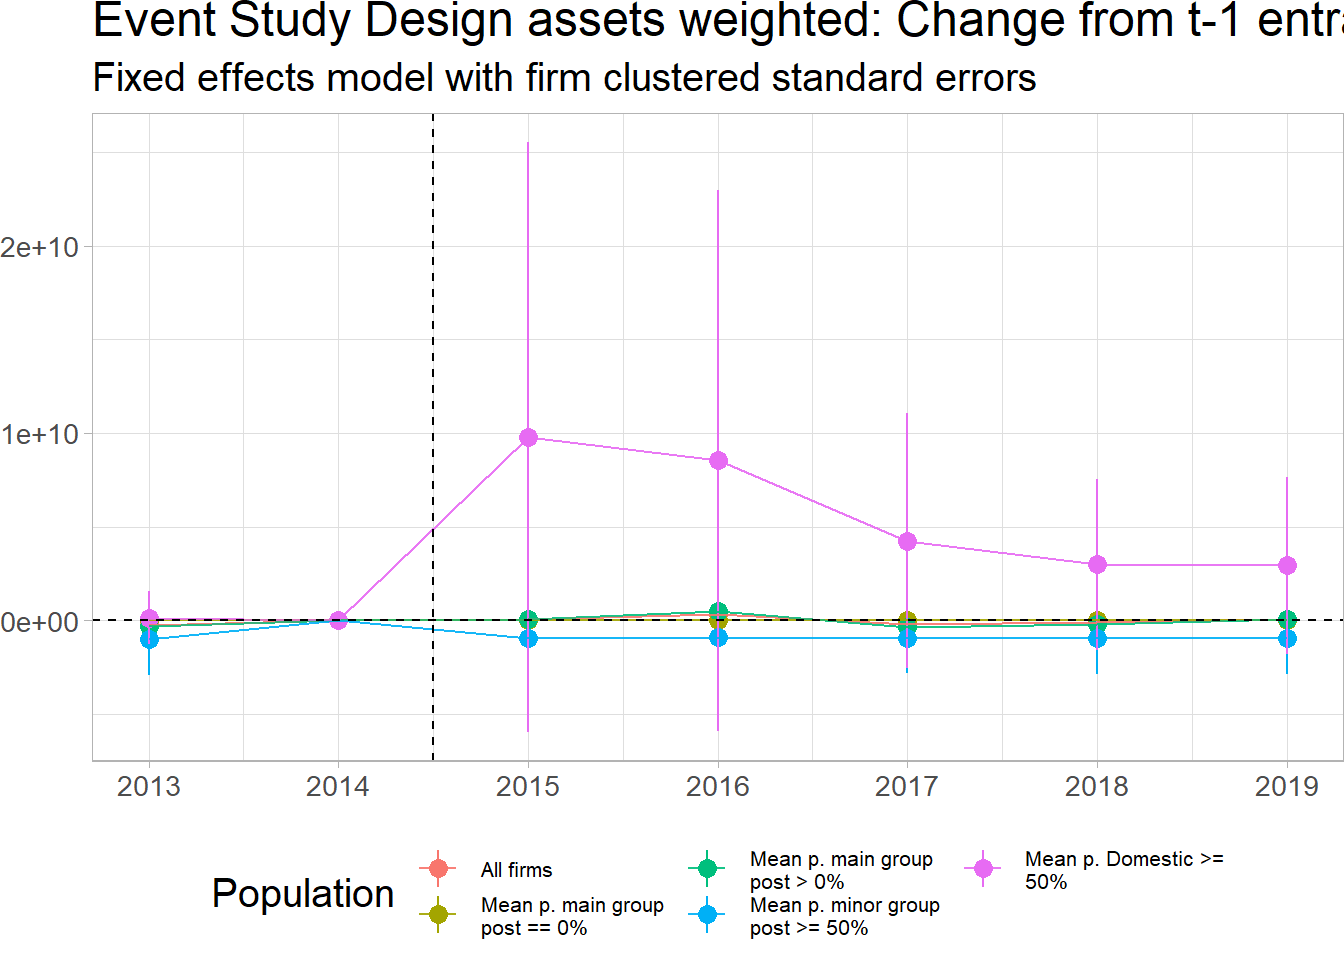 Event Study Design assets weighted: Change from t-1
Fixed effects model with firm clustered standard errors
2e+10
1e+10
0e+00
2013 2014 2015 2016 2017 2018 2019
Population
All firms
Mean p. main group
post == 0%
Mean p. main group
post > 0%
Mean p. minor group
post >= 50%
Mean p. Domestic >=
50%